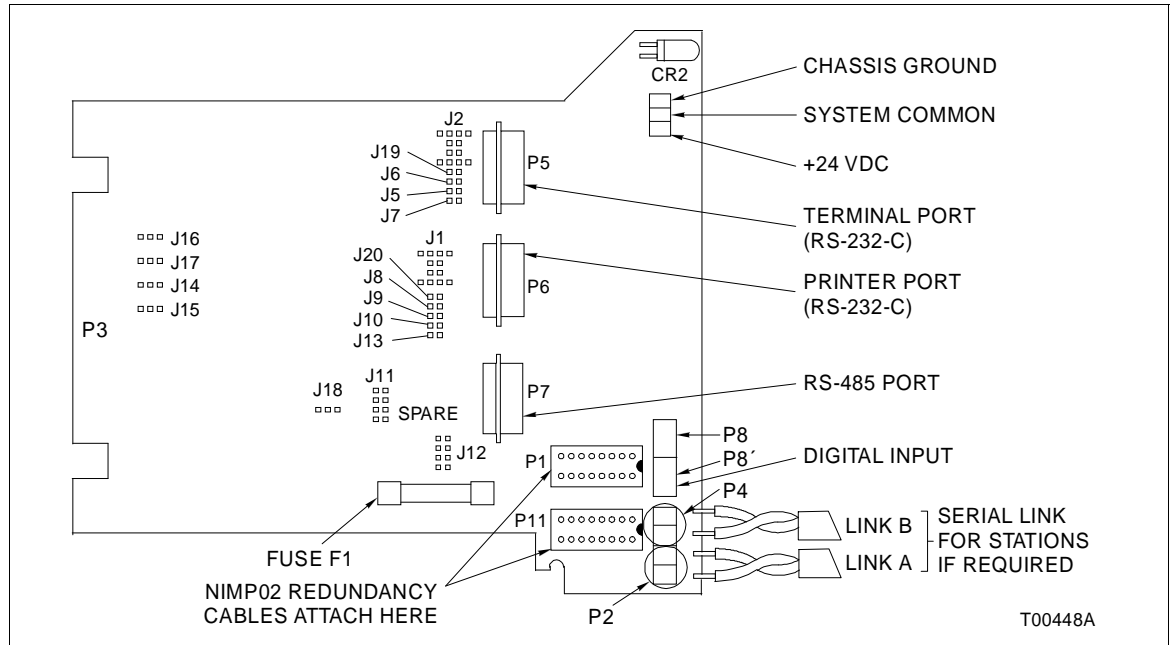 CR2
CHASSIS GROUND
SYSTEM COMMON
+24 VDC
J2
J19
J6
J5
J7
P5
TERMINAL PORT
(RS-232-C)
J16
J17
J14
J15
P3
J1
J20
J8
J9
J10
J13
P6
PRINTER PORT
(RS-232-C)
J18
J11
SPARE
J12
P7
RS-485 PORT
P8
P8´
DIGITAL INPUT
P1
P4
P11
LINK B
LINK A
SERIAL LINK
FOR STATIONS
IF REQUIRED
FUSE F1
NIMP02 REDUNDANCY
CABLES ATTACH HERE
P2
T00448A